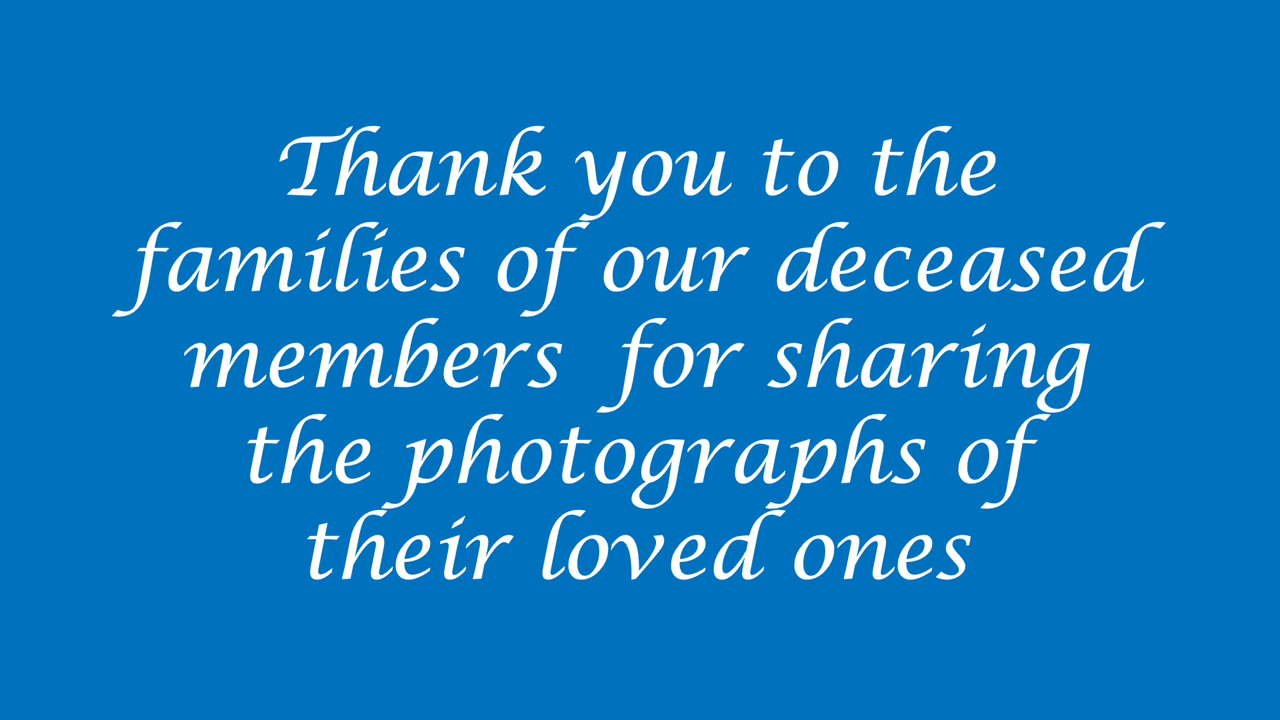 Thank you to the
families of our deceased
members  for sharing
the photographs of
their loved ones